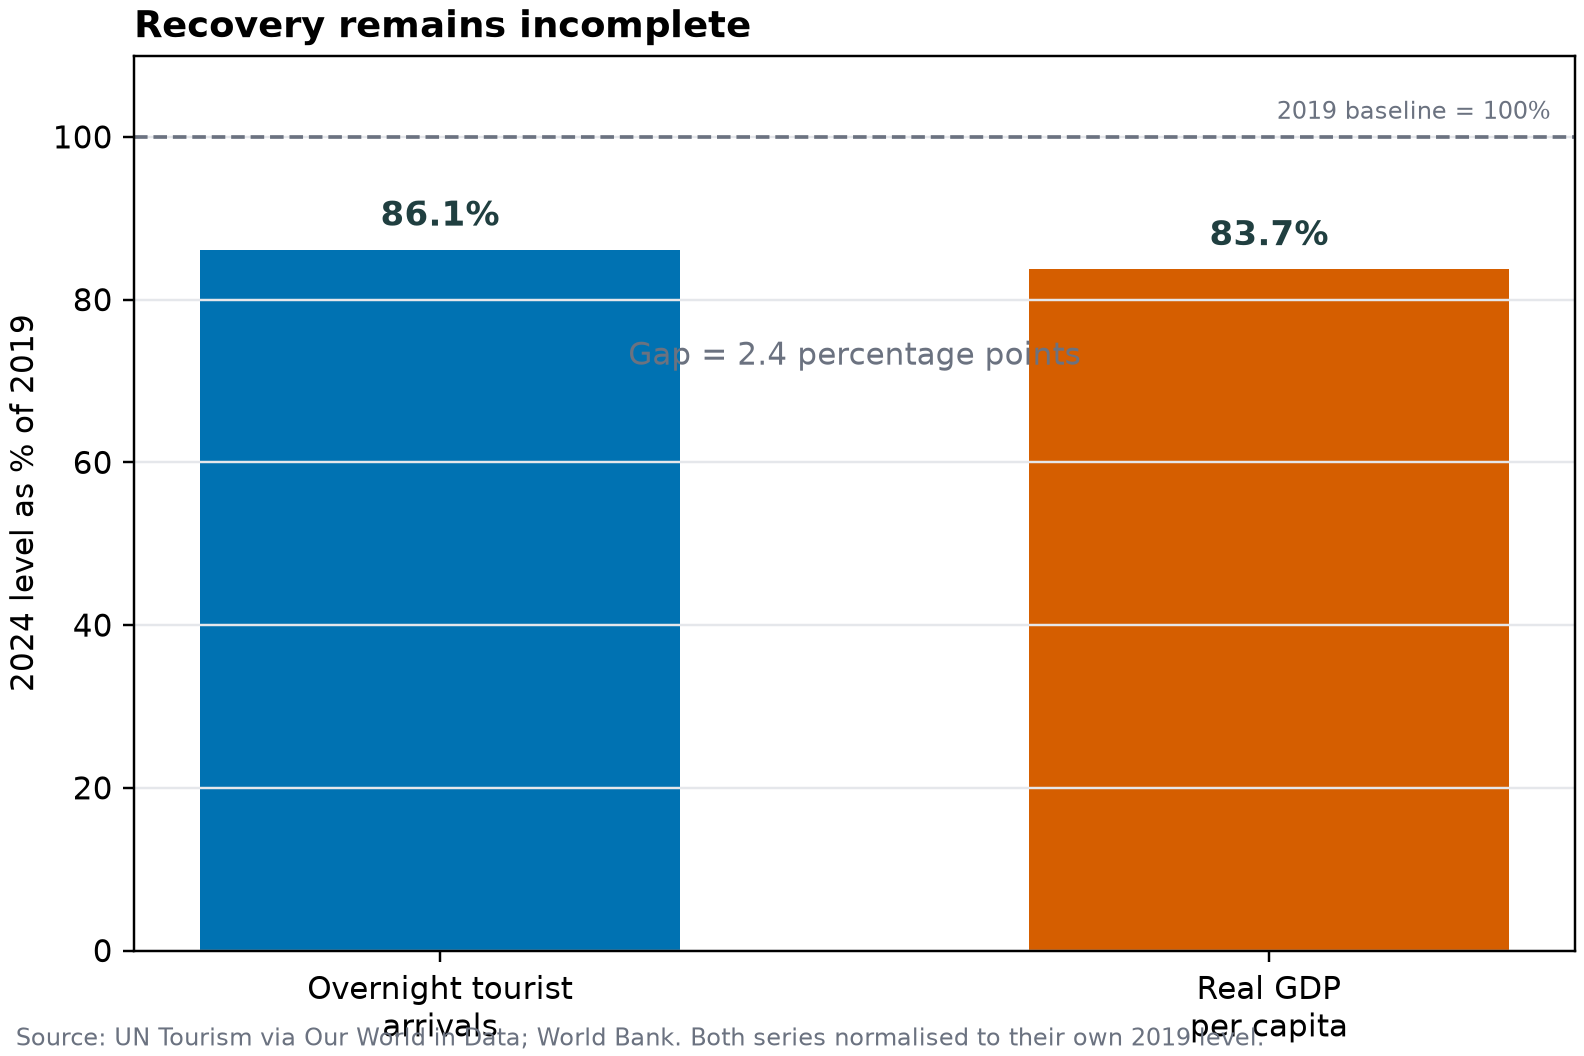 Recovery remains incomplete
2019 baseline = 100%
100
86.1%
83.7%
80
Gap = 2.4 percentage points
60
2024 level as % of 2019
40
20
0
Overnight tourist
arrivals
Real GDP
per capita
Source: UN Tourism via Our World in Data; World Bank. Both series normalised to their own 2019 level.